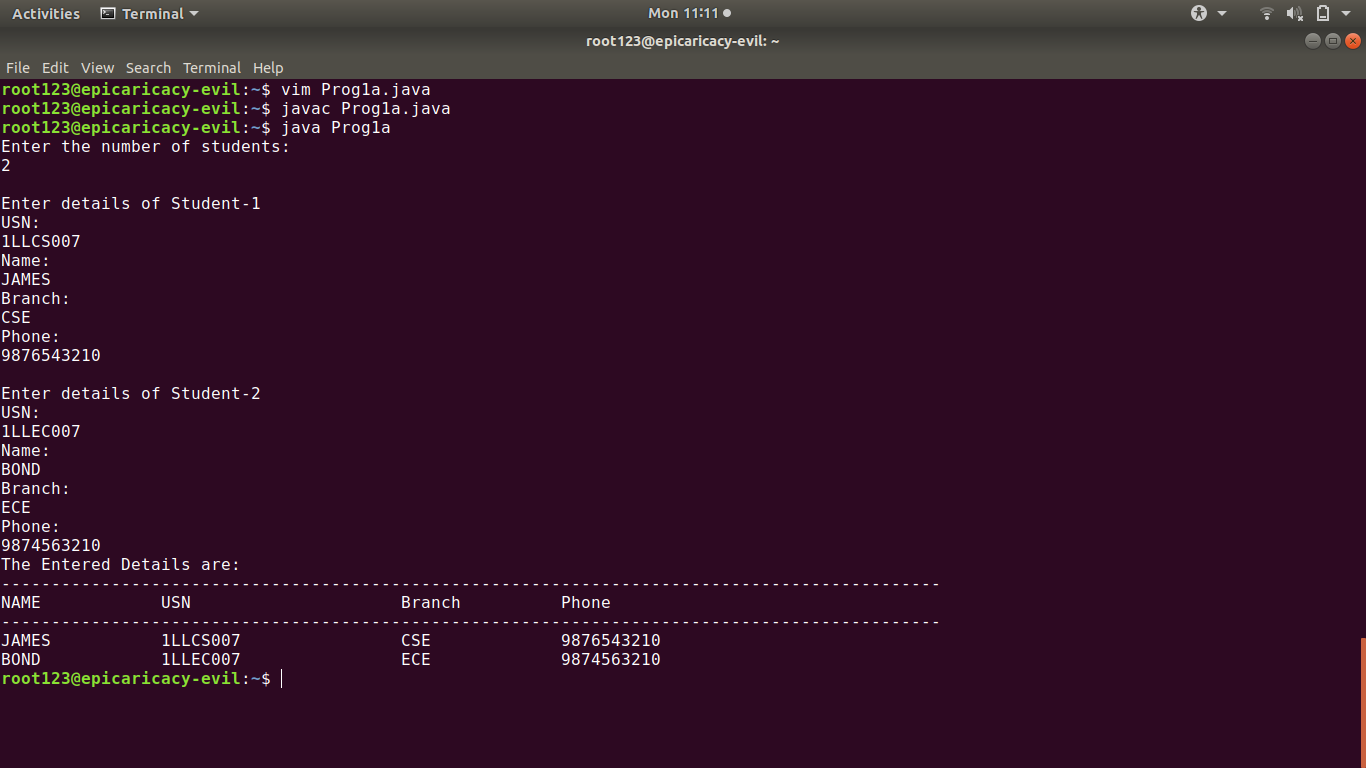 Activities Terminal Mon 11:11
root123@epicaricacy-evil: ~
File Edit View Search Terminal Help
root123@epicaricacy-evil:~$ vim Prog1a.java
root123@epicaricacy-evil:~$ javac Prog1a.java
root123@epicaricacy-evil:~$ java Prog1a
Enter the number of students:
2

Enter details of Student-1
USN:
1LLCS007
Name:
JAMES
Branch:
CSE
Phone:
9876543210

Enter details of Student-2
USN:
1LLEC007
Name:
BOND
Branch:
ECE
Phone:
9874563210
The Entered Details are:
----------------------------------------------------------------------------------------------
NAME            USN                     Branch          Phone
----------------------------------------------------------------------------------------------
JAMES           1LLCS007                CSE             9876543210
BOND            1LLEC007                ECE             9874563210
root123@epicaricacy-evil:~$